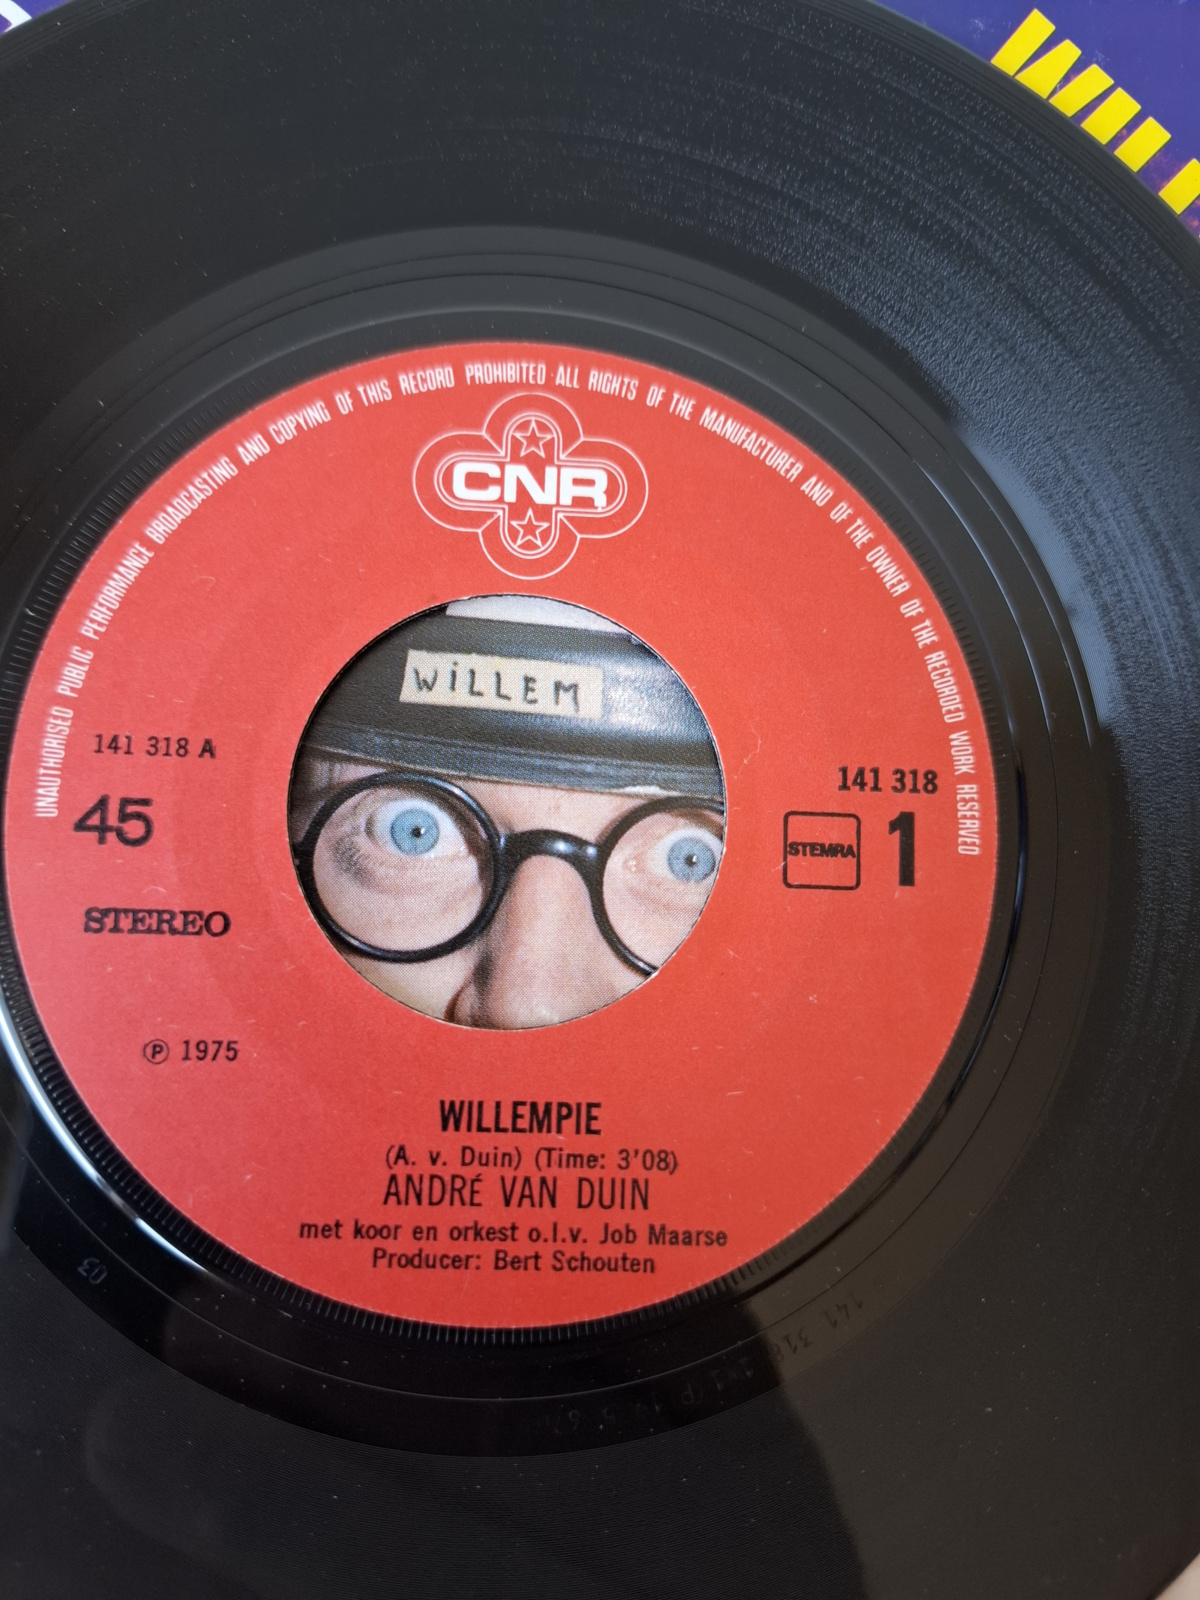 UNAUTHORISED PUBLIC PERFORMANCE BROADCASTING AND COPYING OF THIS RECORD PROHIBITED · ALL RIGHTS OF THE MANUFACTURER AND OF THE OWNER OF THE RECORDED WORK RESERVED
CNR
WiLLEM
141 318 A
45
STEREO
℗ 1975
141 318
STEMRA
1
WILLEMPIE
(A. v. Duin) (Time: 3'08)
ANDRÉ VAN DUIN
met koor en orkest o.l.v. Job Maarse
Producer: Bert Schouten
03